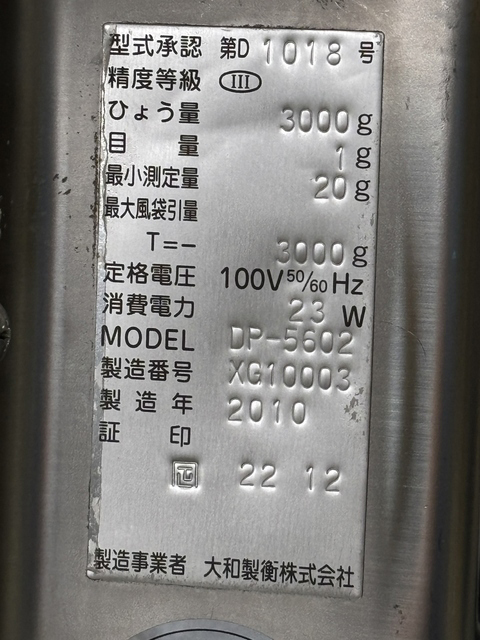 型式承認 第D 1018 号
精度等級 III
ひょう量 3000g
目 量 1g
最小測定量 20g
最大風袋引量
T=− 3000g
定格電圧 100V 50/60 Hz
消費電力 23 W
MODEL DP-5602
製造番号 XG10003
製造年 2010
証 印
22 12
製造事業者 大和製衡株式会社